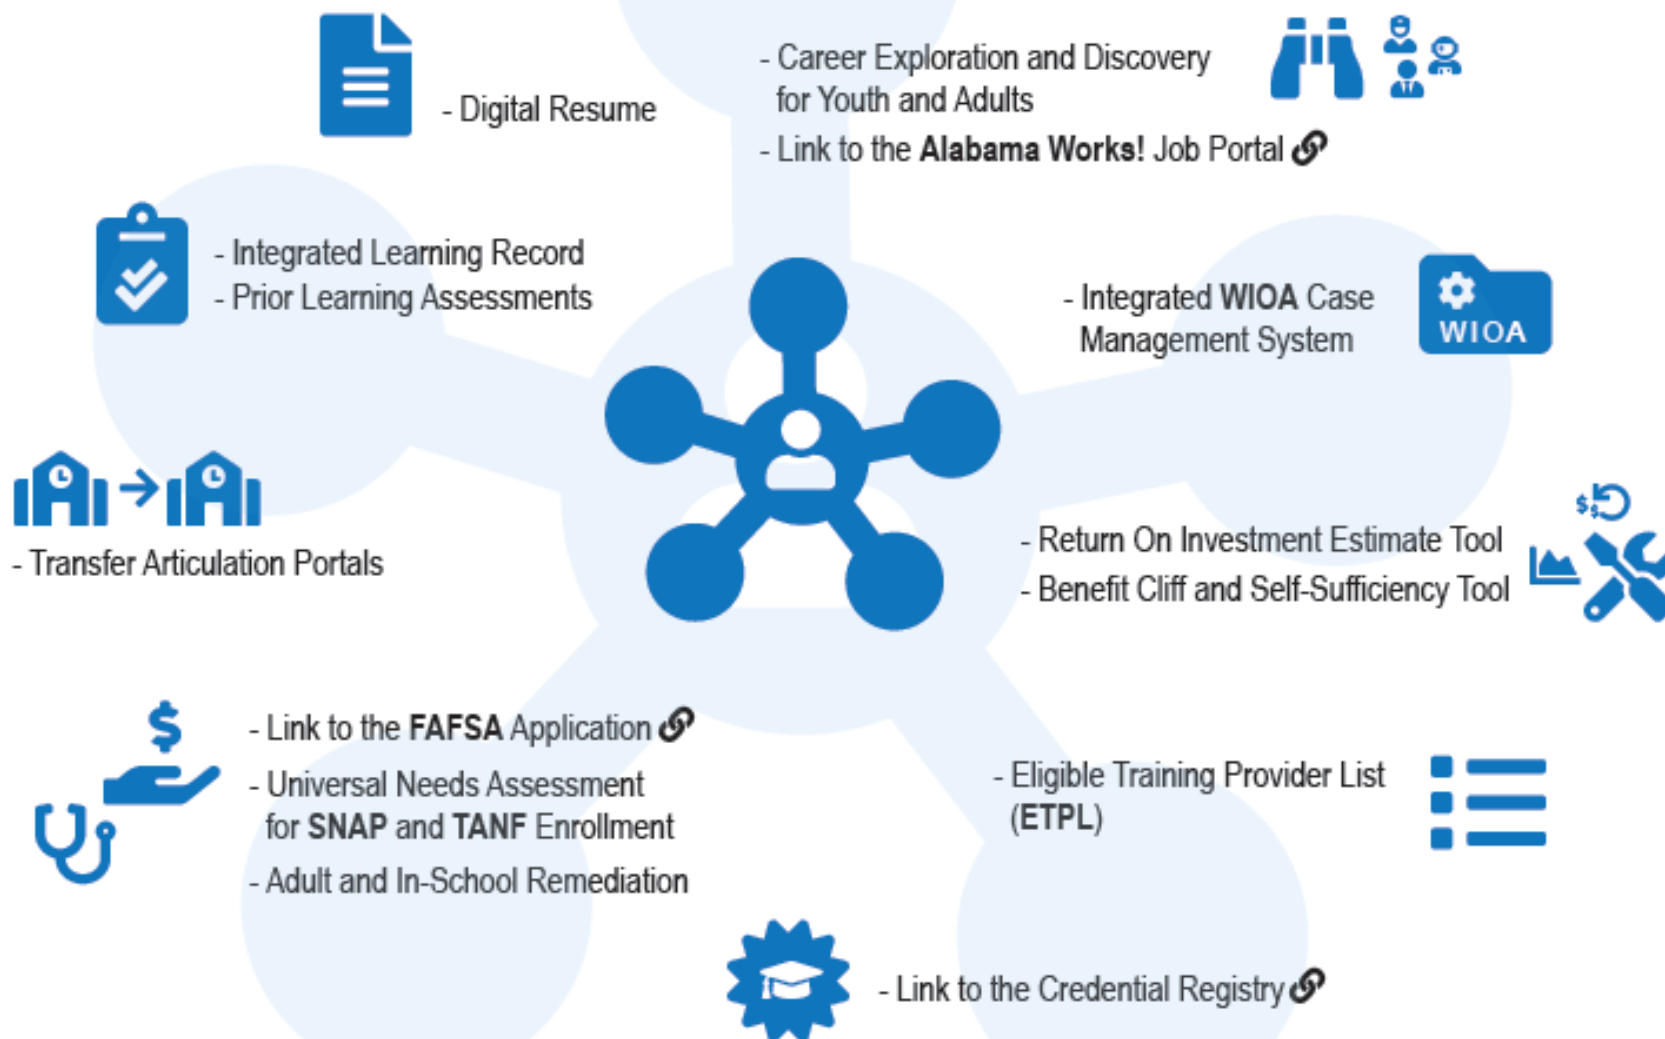 - Digital Resume
- Career Exploration and Discovery
for Youth and Adults
- Link to the Alabama Works! Job Portal
- Integrated Learning Record
- Prior Learning Assessments
- Integrated WIOA Case
Management System
WIOA
- Transfer Articulation Portals
$
$
- Return On Investment Estimate Tool
- Benefit Cliff and Self-Sufficiency Tool
$
- Link to the FAFSA Application
- Universal Needs Assessment
for SNAP and TANF Enrollment
- Adult and In-School Remediation
- Eligible Training Provider List
(ETPL)
- Link to the Credential Registry